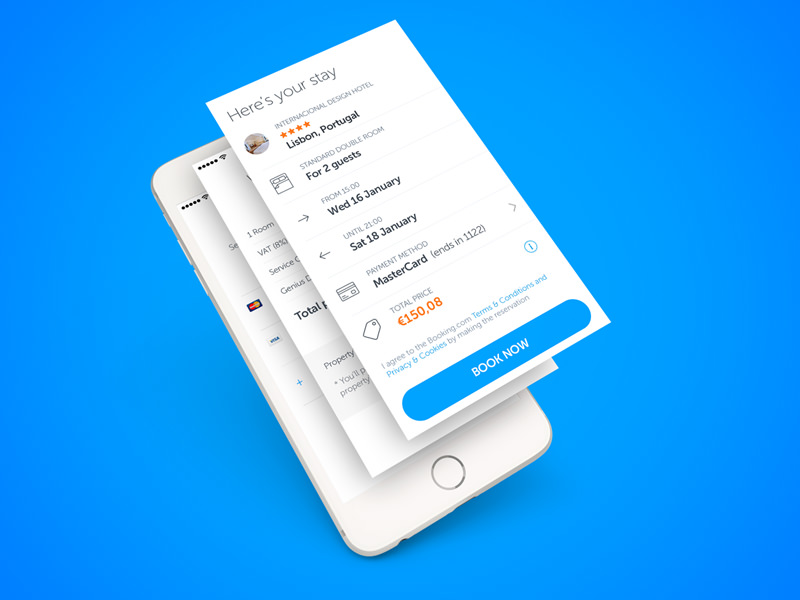 Here's your stay
INTERNACIONAL DESIGN HOTEL
Lisbon, Portugal
STANDARD DOUBLE ROOM
For 2 guests
FROM 15:00
Wed 16 January
UNTIL 21:00
Sat 18 January
PAYMENT METHOD
MasterCard (ends in 1122)
TOTAL PRICE
€150,08
I agree to the Booking.com Terms & Conditions and
Privacy & Cookies by making the reservation
BOOK NOW
1 Room
VAT (8%)
Service
Genius
Total
Property
* You'll
property
VISA